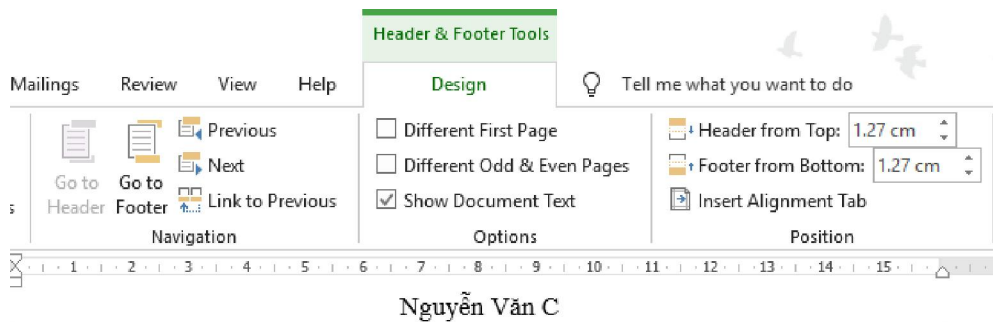 Header & Footer Tools
Mailings Review View Help Design Tell me what you want to do
Previous Different First Page Header from Top: 1.27 cm
Next Different Odd & Even Pages Footer from Bottom: 1.27 cm
Go to Header Go to Footer Link to Previous Show Document Text Insert Alignment Tab
s
Navigation Options Position
1 2 3 4 5 6 7 8 9 10 11 12 13 14 15
Nguyễn Văn C